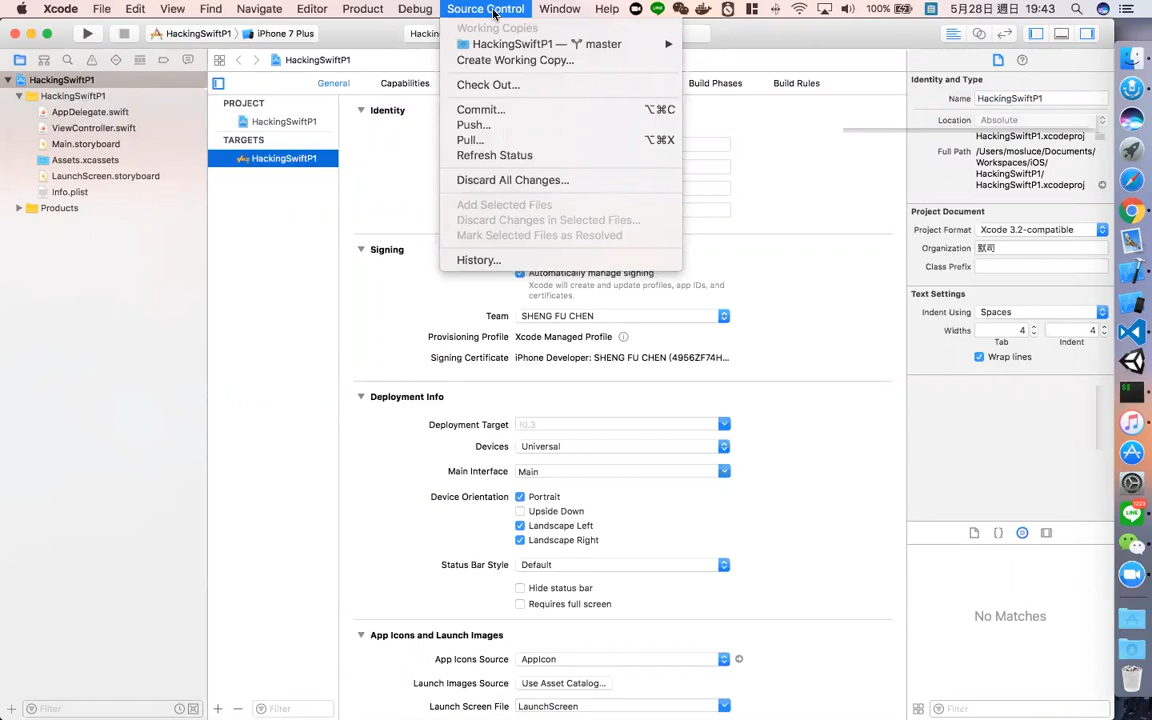 Xcode File Edit View Find Navigate Editor Product Debug Source Control Window Help 100% 5月28日 週日 19:43
HackingSwiftP1 iPhone 7 Plus
HackingSwiftP1
HackingSwiftP1
AppDelegate.swift
ViewController.swift
Main.storyboard
Assets.xcassets
LaunchScreen.storyboard
Info.plist
Products
Filter
HackingSwiftP1
General Capabilities Build Phases Build Rules
PROJECT
HackingSwiftP1
TARGETS
HackingSwiftP1
Filter
Working Copies
HackingSwiftP1 — master
Create Working Copy...
Check Out...
Commit... ⌥⌘C
Push...
Pull... ⌥⌘X
Refresh Status
Discard All Changes...
Add Selected Files
Discard Changes in Selected Files...
Mark Selected Files as Resolved
History...
Identity
Signing
Automatically manage signing
Xcode will create and update profiles, app IDs, and
certificates.
Team SHENG FU CHEN
Provisioning Profile Xcode Managed Profile
Signing Certificate iPhone Developer: SHENG FU CHEN (4956ZF74H...
Deployment Info
Deployment Target 10.3
Devices Universal
Main Interface Main
Device Orientation Portrait
Upside Down
Landscape Left
Landscape Right
Status Bar Style Default
Hide status bar
Requires full screen
App Icons and Launch Images
App Icons Source AppIcon
Launch Images Source Use Asset Catalog...
Launch Screen File LaunchScreen
Identity and Type
Name HackingSwiftP1
Location Absolute
HackingSwiftP1.xcodeproj
Full Path /Users/mosluce/Documents/
Workspaces/iOS/
HackingSwiftP1/
HackingSwiftP1.xcodeproj
Project Document
Project Format Xcode 3.2-compatible
Organization 默司
Class Prefix
Text Settings
Indent Using Spaces
Widths 4 4
Tab Indent
Wrap lines
No Matches
Filter